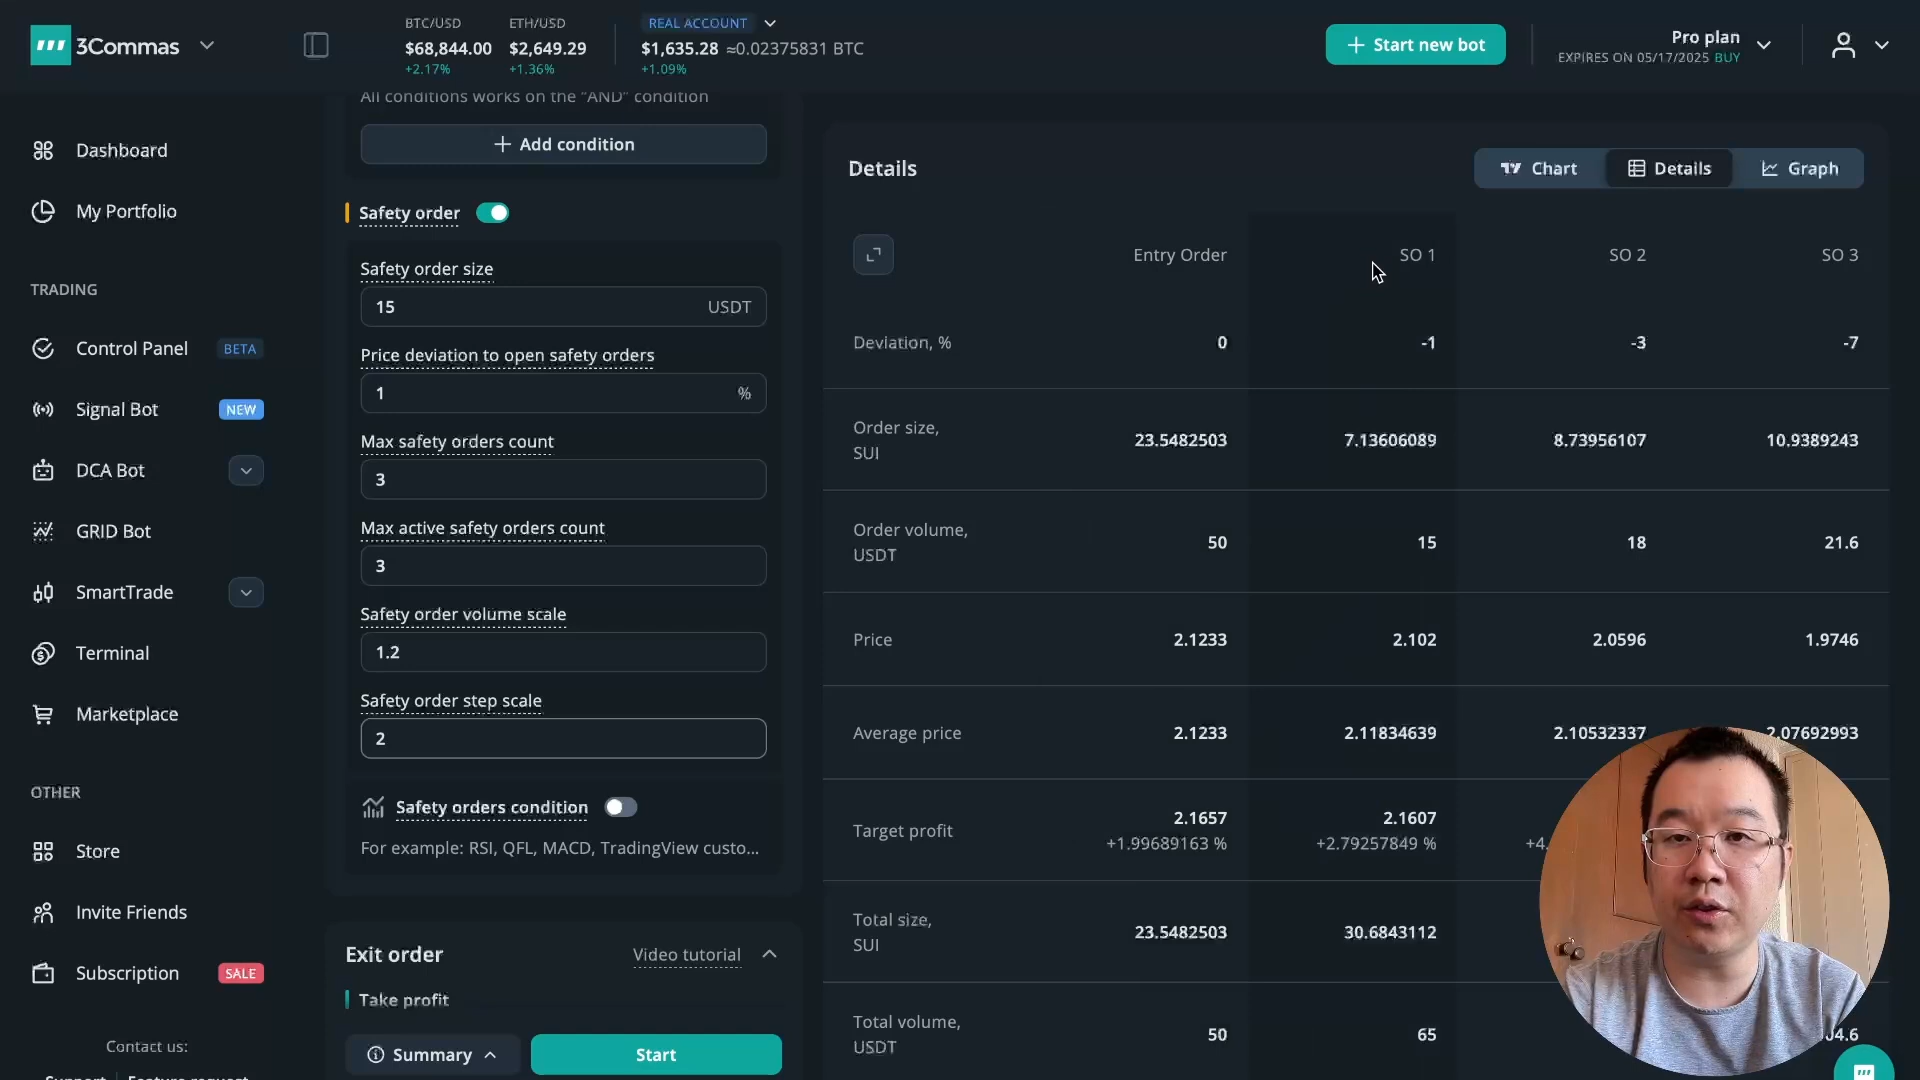 3Commas
BTC/USD
$68,844.00
+2.17%
ETH/USD
$2,649.29
+1.36%
REAL ACCOUNT
$1,635.28 ≈0.02375831 BTC
+1.09%
+ Start new bot
Pro plan
EXPIRES ON 05/17/2025 BUY
Dashboard
My Portfolio
TRADING
Control Panel BETA
Signal Bot NEW
DCA Bot
GRID Bot
SmartTrade
Terminal
Marketplace
OTHER
Store
Invite Friends
Subscription SALE
Contact us:
Support | Feature request
All conditions works on the “AND” condition
+ Add condition
Safety order
Safety order size
15 USDT
Price deviation to open safety orders
1 %
Max safety orders count
3
Max active safety orders count
3
Safety order volume scale
1.2
Safety order step scale
2
Safety orders condition
For example: RSI, QFL, MACD, TradingView custo...
Exit order Video tutorial
Take profit
Summary
Start
Details
Chart Details Graph
Entry Order SO 1 SO 2 SO 3
Deviation, % 0 -1 -3 -7
Order size,
SUI
23.5482503 7.13606089 8.73956107 10.9389243
Order volume,
USDT
50 15 18 21.6
Price 2.1233 2.102 2.0596 1.9746
Average price 2.1233 2.11834639 2.10532337 2.07692993
Target profit
2.1657 2.1607
+1.99689163 % +2.79257849 % +4.
Total size,
SUI
23.5482503 30.6843112
Total volume,
USDT
50 65 04.6